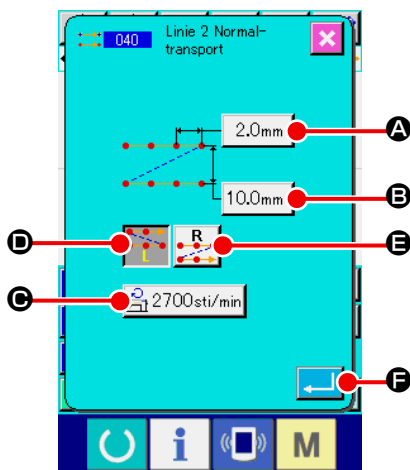 040
Linie 2 Normal-
transport
2.0mm
A
10.0mm
B
D
L
R
E
C
2700sti/min
F
i
M